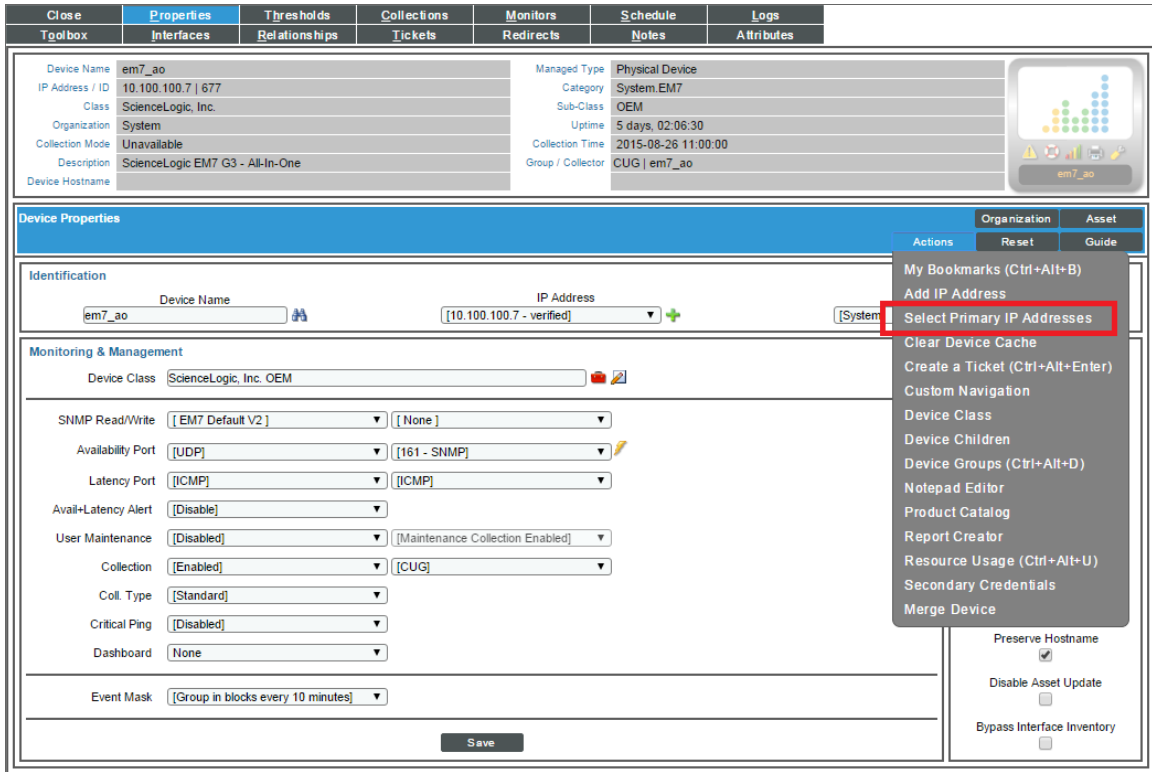 Close Properties Thresholds Collections Monitors Schedule Logs
Toolbox Interfaces Relationships Tickets Redirects Notes Attributes
Device Name em7_ao Managed Type Physical Device
IP Address / ID 10.100.100.7 | 677 Category System.EM7
Class ScienceLogic, Inc. Sub-Class OEM
Organization System Uptime 5 days, 02:06:30
Collection Mode Unavailable Collection Time 2015-08-26 11:00:00
Description ScienceLogic EM7 G3 - All-In-One Group / Collector CUG | em7_ao
Device Hostname
em7_ao
Device Properties Organization Asset
Actions Reset Guide
My Bookmarks (Ctrl+Alt+B)
Add IP Address
Select Primary IP Addresses
Clear Device Cache
Create a Ticket (Ctrl+Alt+Enter)
Custom Navigation
Device Class
Device Children
Device Groups (Ctrl+Alt+D)
Notepad Editor
Product Catalog
Report Creator
Resource Usage (Ctrl+Alt+U)
Secondary Credentials
Merge Device
Identification
Device Name IP Address
em7_ao [10.100.100.7 - verified] [System
Monitoring & Management
Device Class ScienceLogic, Inc. OEM
SNMP Read/Write [ EM7 Default V2 ] [ None ]
Availability Port [UDP] [161 - SNMP]
Latency Port [ICMP] [ICMP]
Avail+Latency Alert [Disable]
User Maintenance [Disabled] [Maintenance Collection Enabled]
Collection [Enabled] [CUG]
Coll. Type [Standard]
Critical Ping [Disabled]
Dashboard None
Event Mask [Group in blocks every 10 minutes]
Save
Preserve Hostname
Disable Asset Update
Bypass Interface Inventory